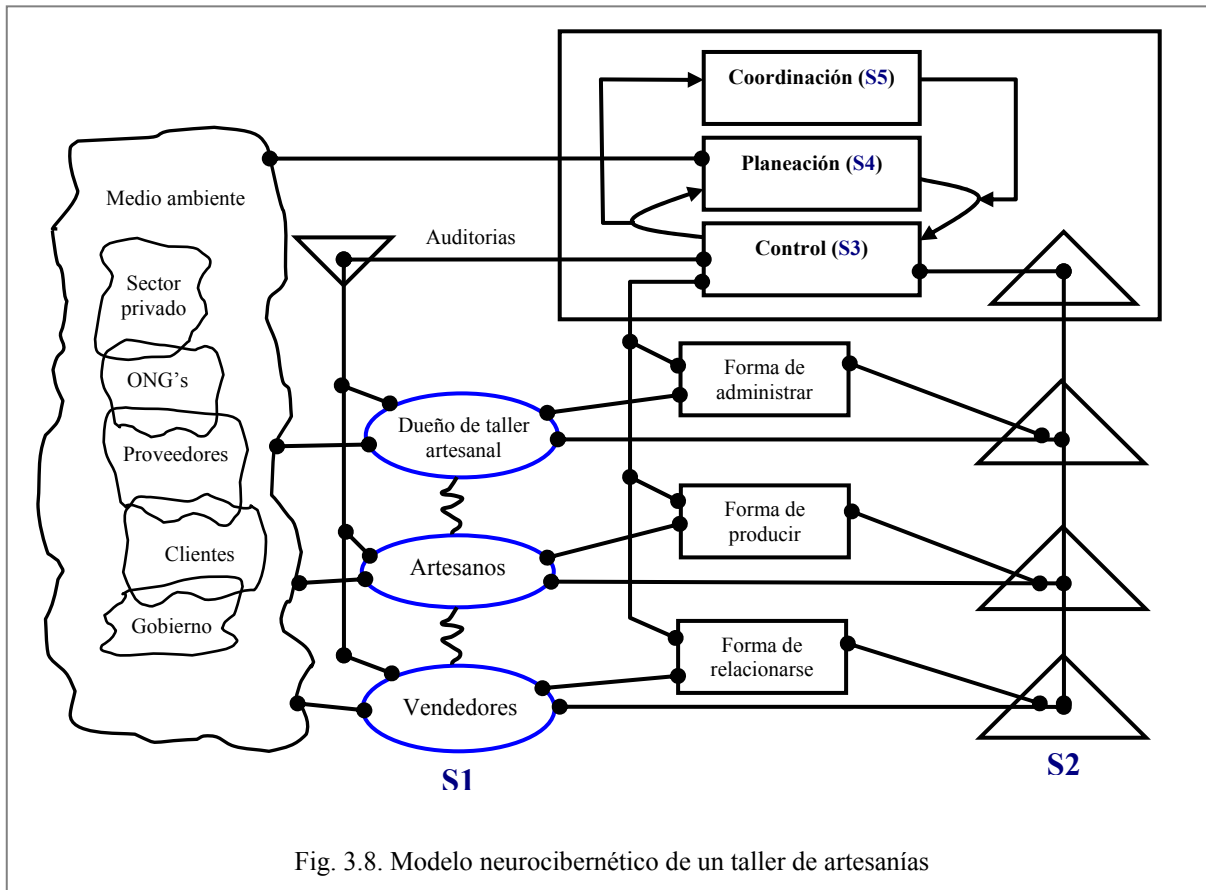 Coordinación (S5)
Planeación (S4)
Medio ambiente
Auditorias
Control (S3)
Sector
privado
ONG's
Forma de
administrar
Dueño de taller
artesanal
Proveedores
Forma de
producir
Clientes
Artesanos
Gobierno
Forma de
relacionarse
Vendedores
S1
S2
Fig. 3.8. Modelo neurocibernético de un taller de artesanías